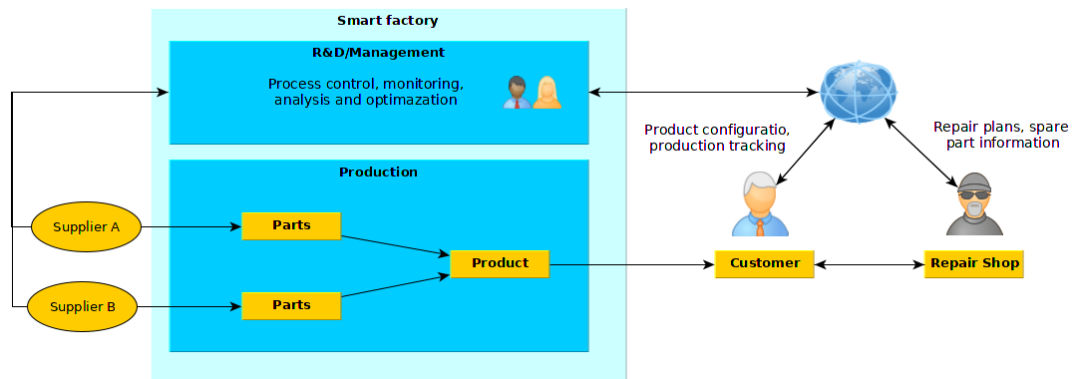 Smart factory
R&D/Management
Process control, monitoring,
analysis and optimazation
Product configuratio,
production tracking
Repair plans, spare
part information
Production
Supplier A
Parts
Product
Customer
Repair Shop
Supplier B
Parts